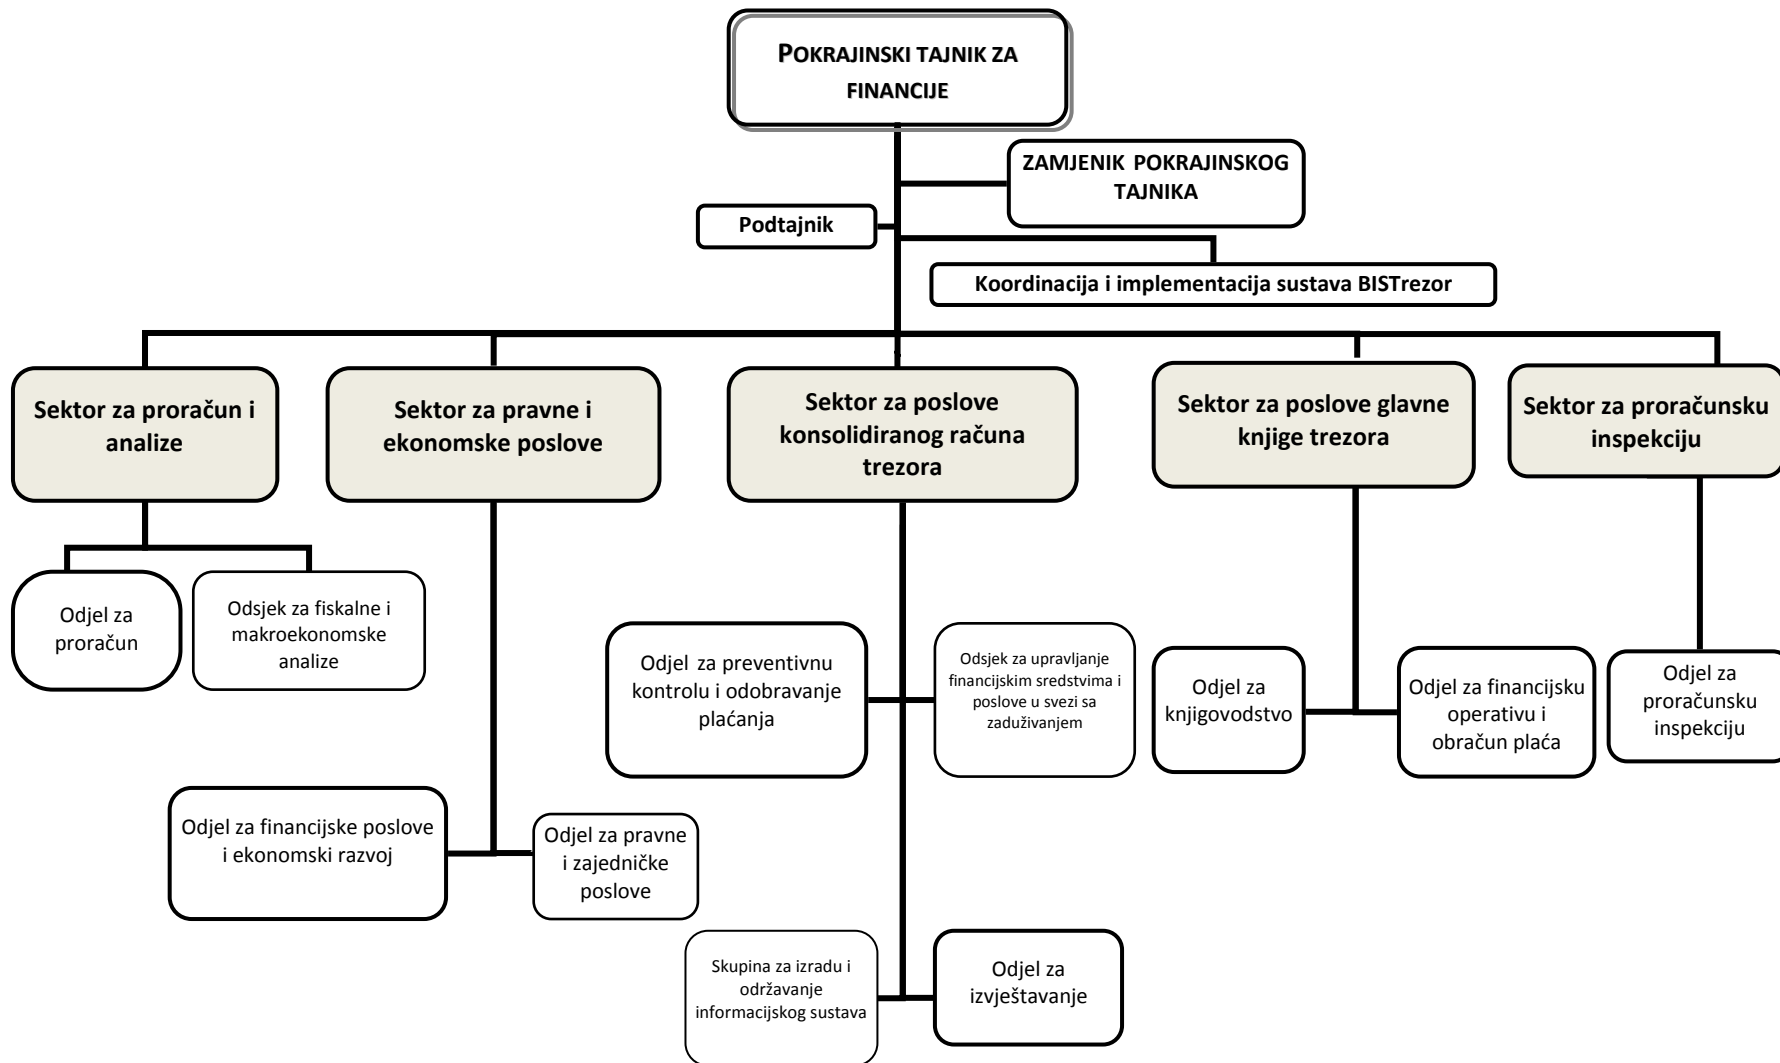 POKRAJINSKI TAJNIK ZA
FINANCIJE
ZAMJENIK POKRAJINSKOG
TAJNIKA
Podtajnik
Koordinacija i implementacija sustava BISTrezor
Sektor za proračun i
analize
Sektor za pravne i
ekonomske poslove
Sektor za poslove
konsolidiranog računa
trezora
Sektor za poslove glavne
knjige trezora
Sektor za proračunsku
inspekciju
Odjel za
proračun
Odsjek za fiskalne i
makroekonomske
analize
Odjel za preventivnu
kontrolu i odobravanje
plaćanja
Odsjek za upravljanje
financijskim sredstvima i
poslove u svezi sa
zaduživanjem
Odjel za
knjigovodstvo
Odjel za financijsku
operativu i
obračun plaća
Odjel za
proračunsku
inspekciju
Odjel za financijske poslove
i ekonomski razvoj
Odjel za pravne
i zajedničke
poslove
Skupina za izradu i
održavanje
informacijskog sustava
Odjel za
izvještavanje